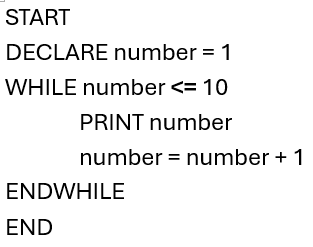 START
DECLARE number = 1
WHILE number <= 10
PRINT number
number = number + 1
ENDWHILE
END